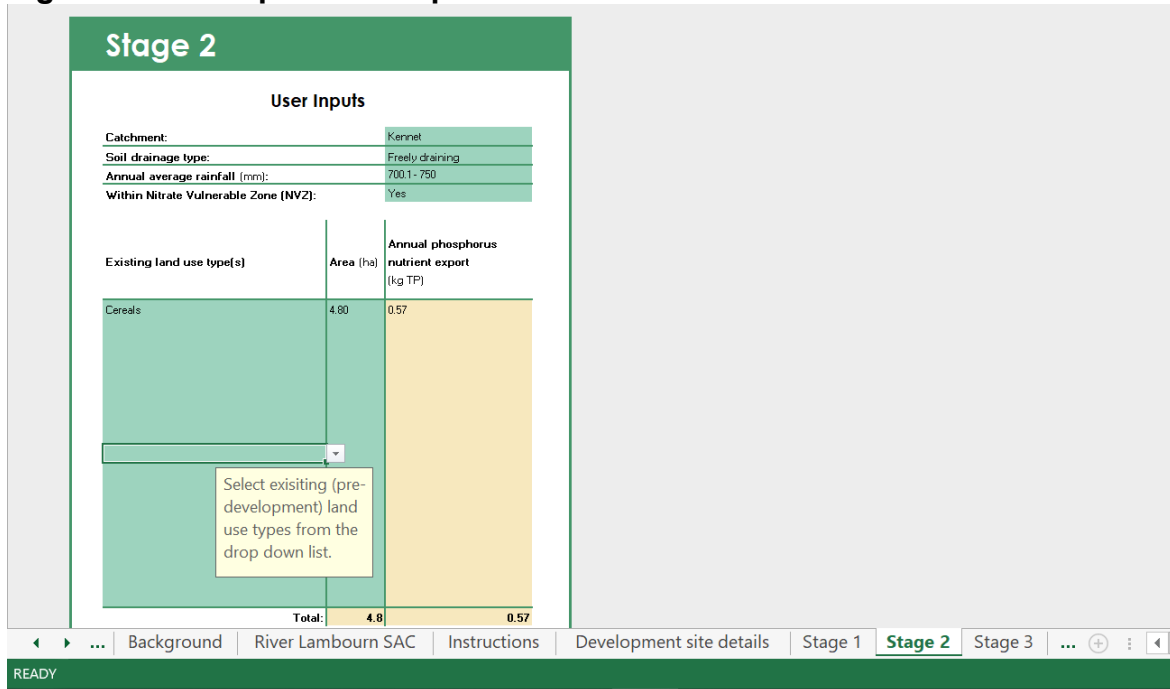 Stage 2
User Inputs
Catchment: Kennet
Soil drainage type: Freely draining
Annual average rainfall (mm): 700.1 - 750
Within Nitrate Vulnerable Zone (NVZ): Yes
Existing land use type(s) Area (ha) Annual phosphorus
nutrient export
(kg TP)
Cereals 4.80 0.57
Select exisiting (pre-
development) land
use types from the
drop down list.
Total: 4.8 0.57
... Background River Lambourn SAC Instructions Development site details Stage 1 Stage 2 Stage 3 ...
READY